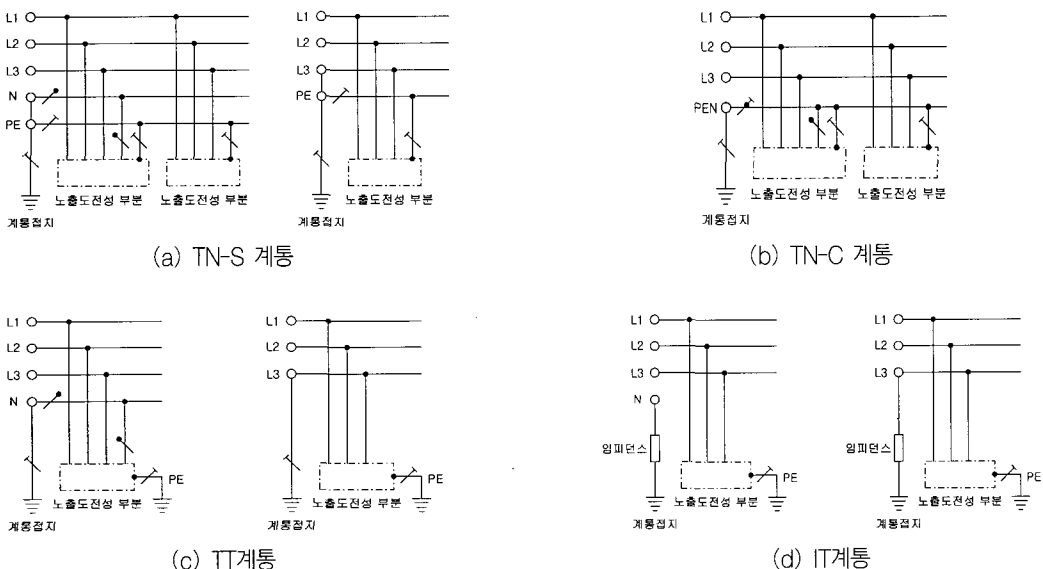 L1
L2
L3
N
PE
노출도전성 부분 노출도전성 부분
계통접지
L1
L2
L3
PE
노출도전성 부분
계통접지
(a) TN-S 계통
L1
L2
L3
PEN
노출도전성 부분 노출도전성 부분
계통접지
(b) TN-C 계통
L1
L2
L3
N
PE
노출도전성 부분
계통접지
L1
L2
L3
PE
노출도전성 부분
계통접지
(c) TT계통
L1
L2
L3
N
임피던스
PE
노출도전성 부분
계통접지
L1
L2
L3
임피던스
PE
노출도전성 부분
계통접지
(d) IT계통